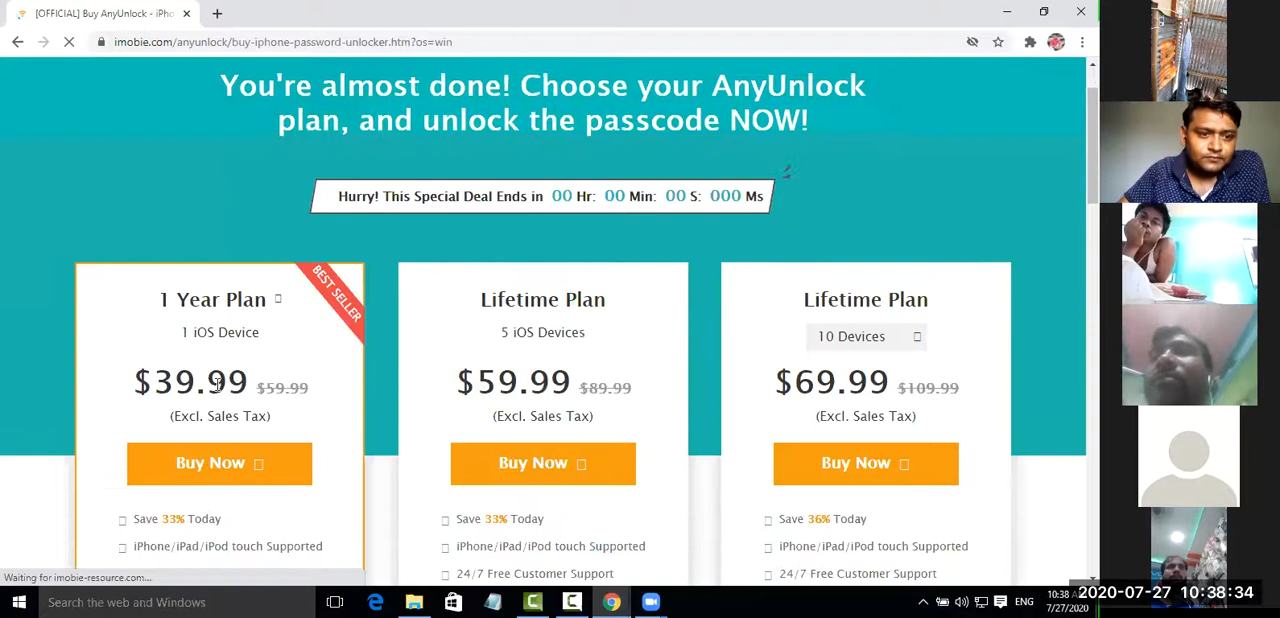 [OFFICIAL] Buy AnyUnlock - iPho
imobie.com/anyunlock/buy-iphone-password-unlocker.htm?os=win
You're almost done! Choose your AnyUnlock
plan, and unlock the passcode NOW!
Hurry! This Special Deal Ends in 00 Hr: 00 Min: 00 S: 000 Ms
BEST SELLER
1 Year Plan
1 iOS Device
$39.99 $59.99
(Excl. Sales Tax)
Buy Now
Save 33% Today
iPhone/iPad/iPod touch Supported
Lifetime Plan
5 iOS Devices
$59.99 $89.99
(Excl. Sales Tax)
Buy Now
Save 33% Today
iPhone/iPad/iPod touch Supported
24/7 Free Customer Support
Lifetime Plan
10 Devices
$69.99 $109.99
(Excl. Sales Tax)
Buy Now
Save 36% Today
iPhone/iPad/iPod touch Supported
24/7 Free Customer Support
Waiting for imobie-resource.com...
Search the web and Windows
ENG
10:38 A
7/27/2020
2020-07-27 10:38:34